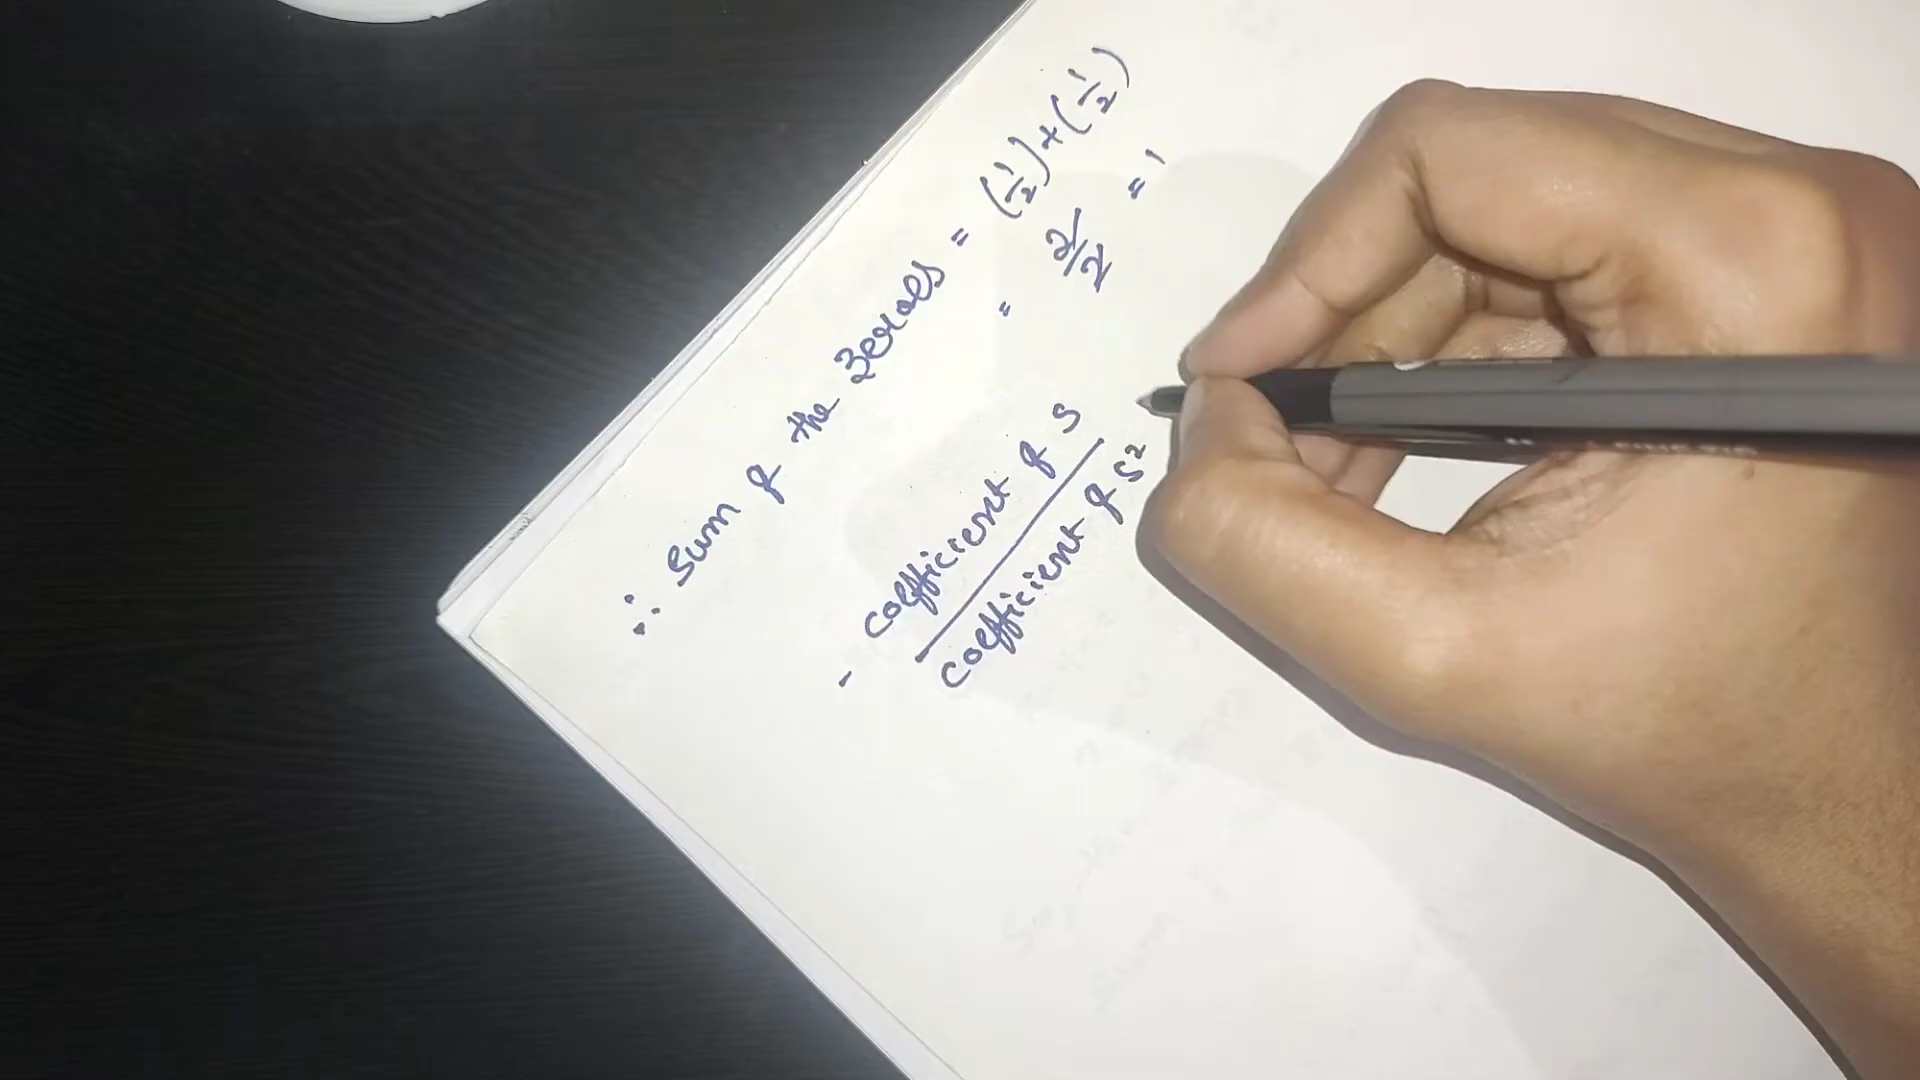 ∴ Sum of the zeroes = (1/2) + (1/2)
= 2/2 = 1
- coefficient of S / coefficient of S²